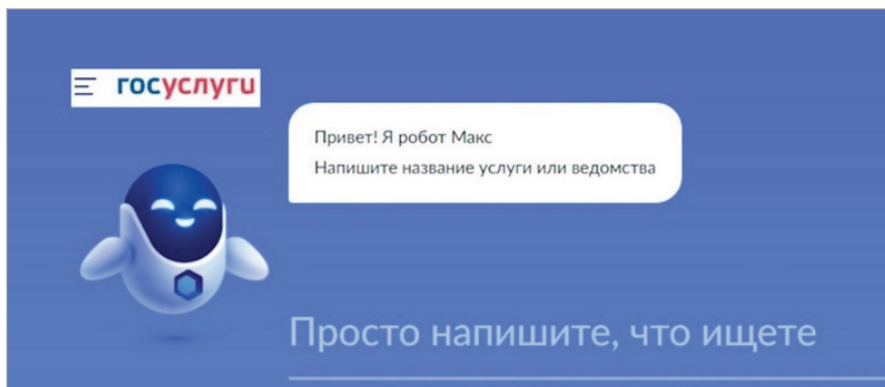 госуслуги
Привет! Я робот Макс
Напишите название услуги или ведомства
Просто напишите, что ищете